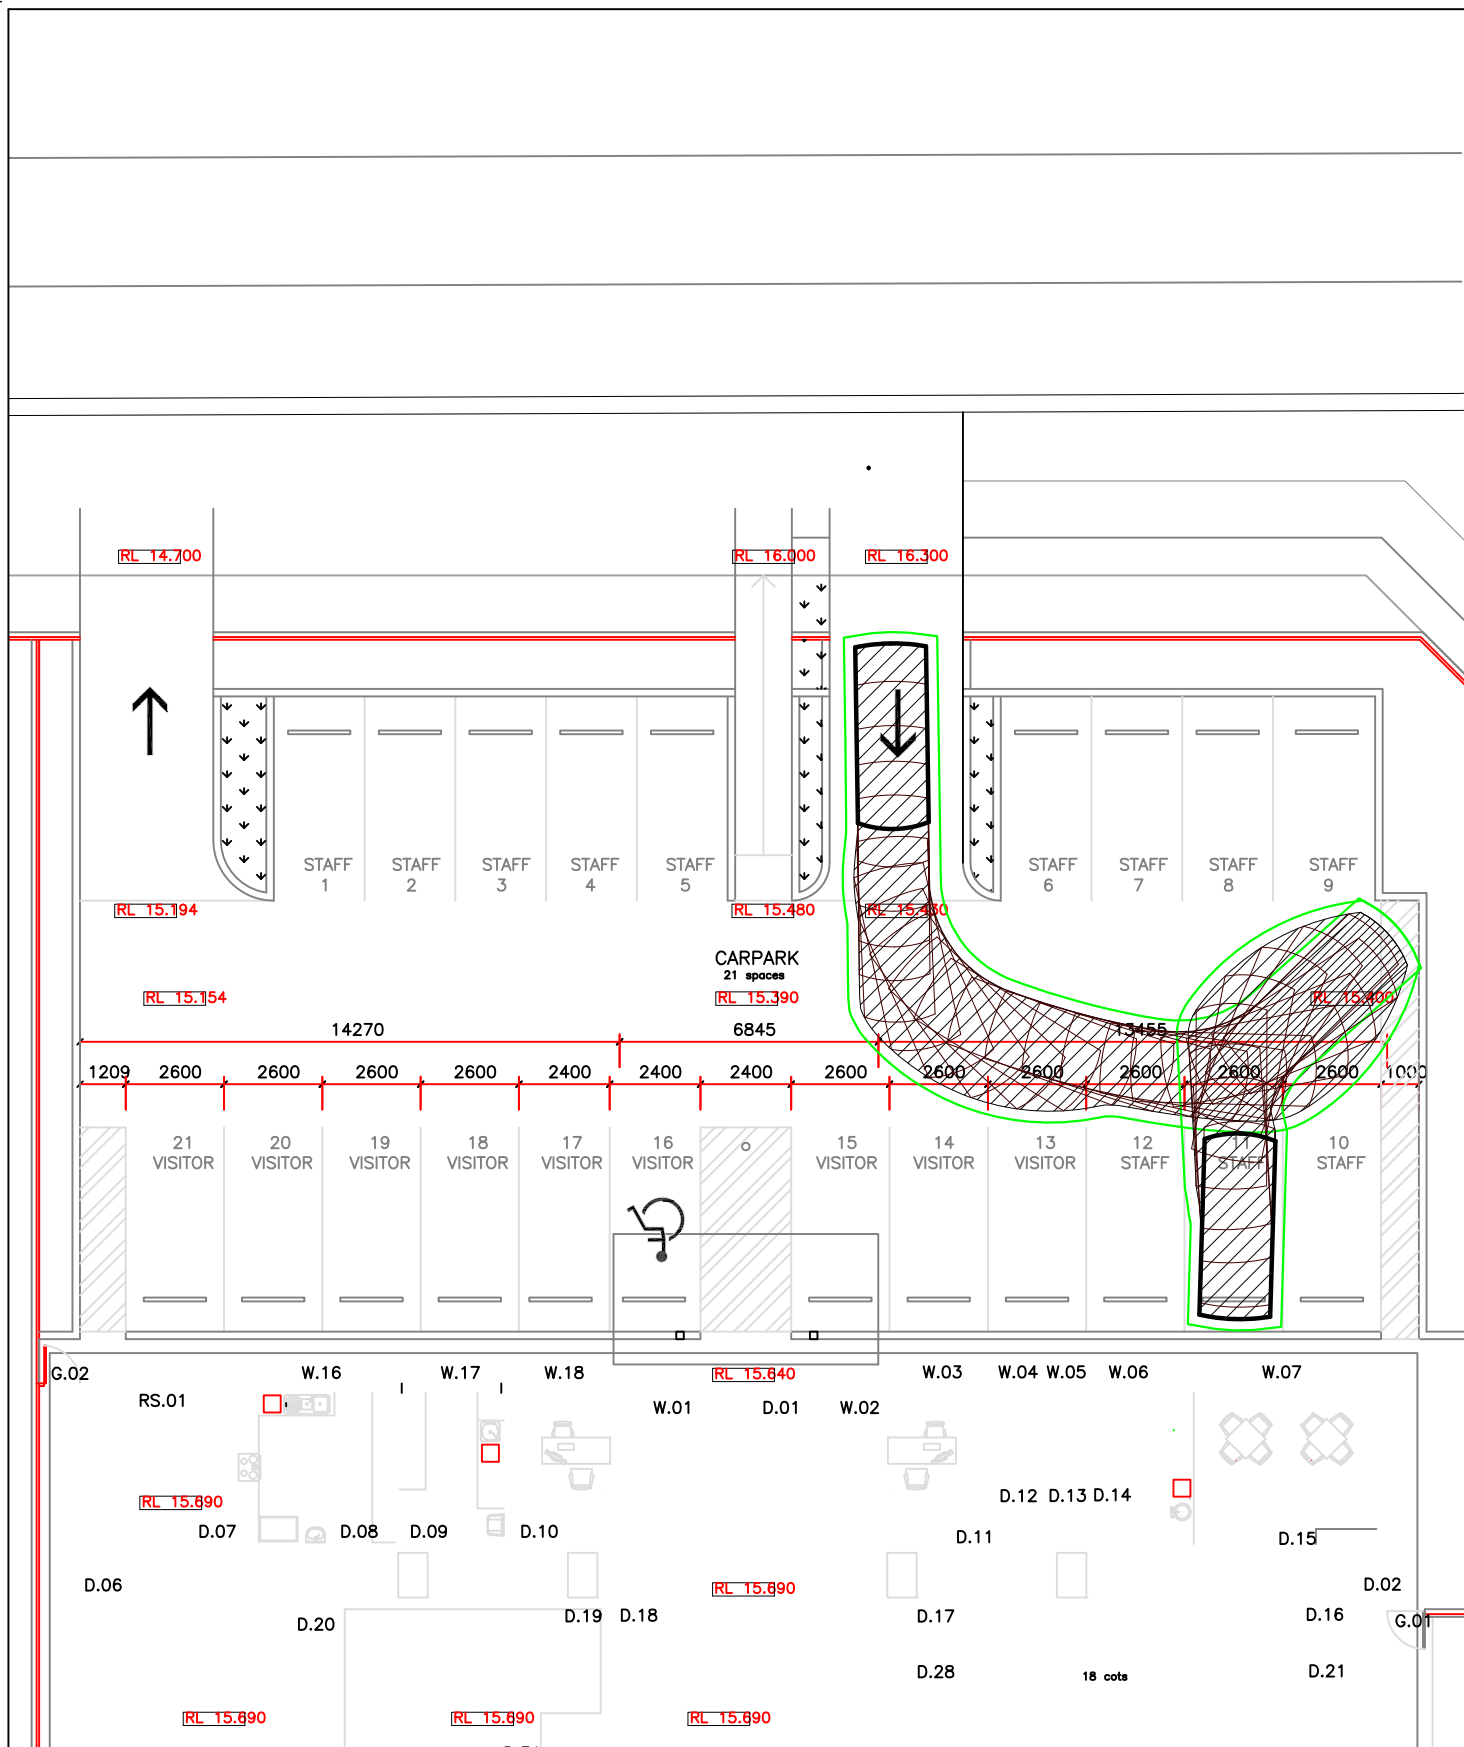 RL 14.700
RL 16.000
RL 16.300
STAFF STAFF STAFF STAFF STAFF STAFF STAFF STAFF STAFF
1 2 3 4 5 6 7 8 9
RL 15.194
RL 15.480
RL 15.430
CARPARK
21 spaces
RL 15.154
RL 15.390
RL 15.400
14270 6845 13455
1209 2600 2600 2600 2600 2400 2400 2400 2600 2600 2600 2600 2600 2600 1000
21 20 19 18 17 16 15 14 13 12 11 10
VISITOR VISITOR VISITOR VISITOR VISITOR VISITOR VISITOR VISITOR VISITOR STAFF STAFF STAFF
G.02 W.16 W.17 W.18 RL 15.640 W.03 W.04 W.05 W.06 W.07
RS.01 W.01 D.01 W.02
RL 15.690 D.12 D.13 D.14
D.07 D.08 D.09 D.10 D.11 D.15
D.06 RL 15.690 D.02
D.20 D.19 D.18 D.17 D.16 G.01
D.28 18 cots D.21
RL 15.690 RL 15.690 RL 15.690